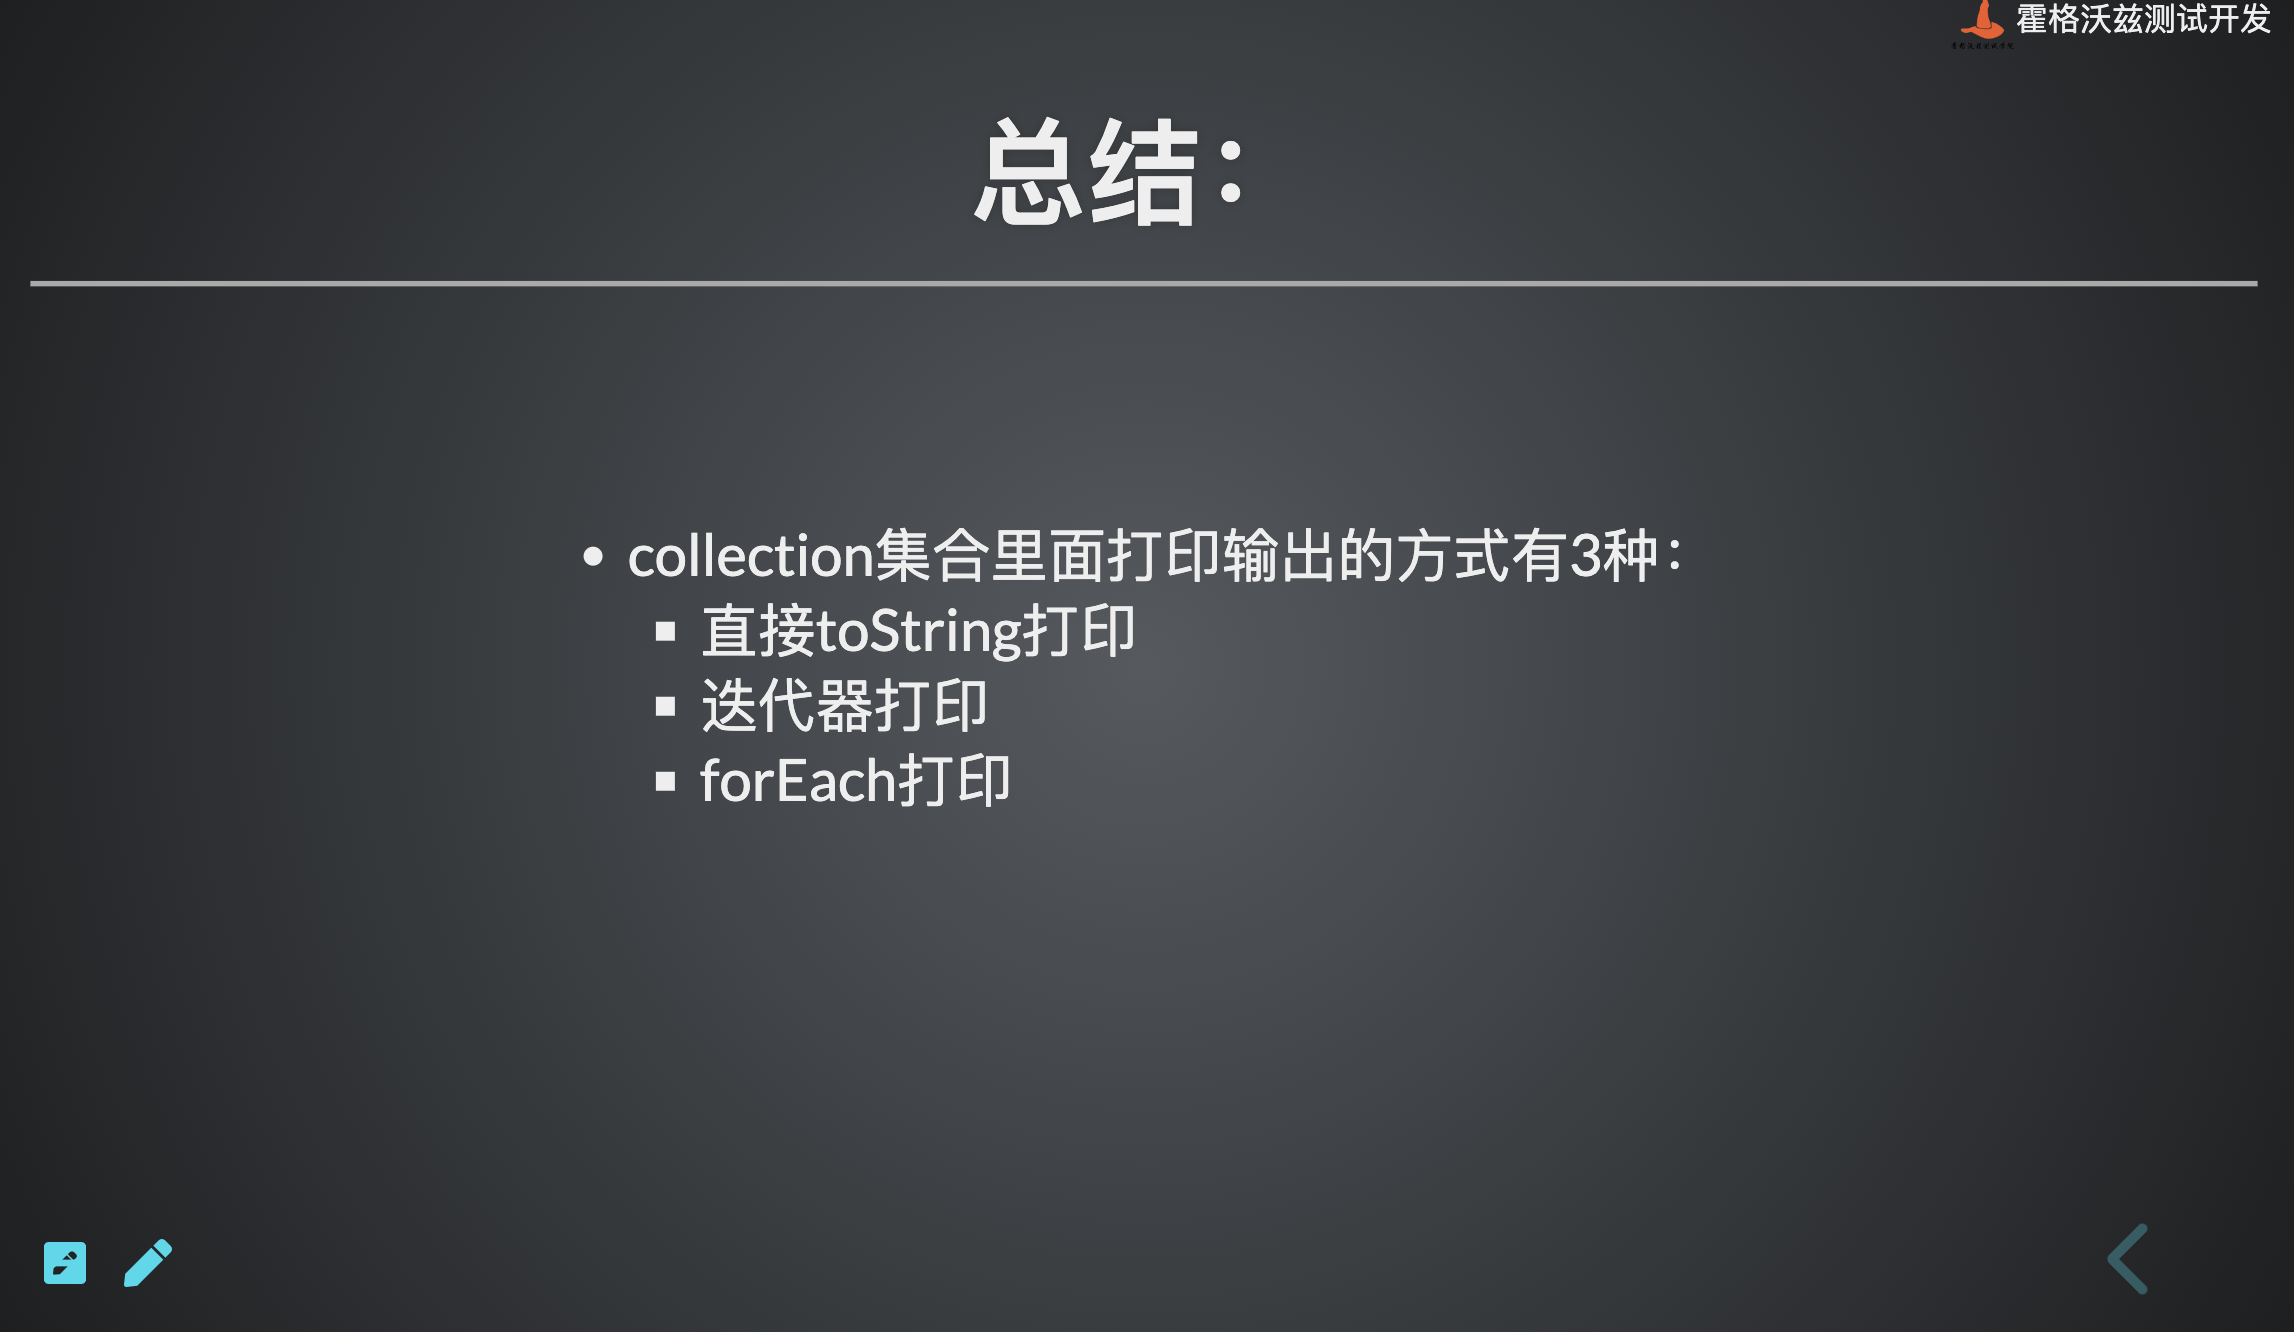 霍格沃兹测试开发
总结：
collection集合里面打印输出的方式有3种：
直接toString打印
迭代器打印
forEach打印